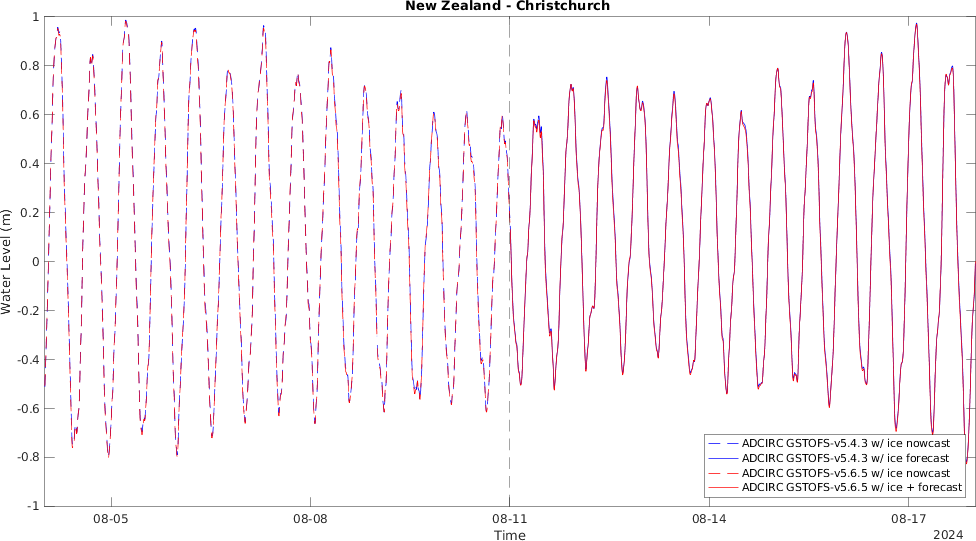 New Zealand - Christchurch
Water Level (m)
1
0.8
0.6
0.4
0.2
0
-0.2
-0.4
-0.6
-0.8
-1
ADCIRC GSTOFS-v5.4.3 w/ ice nowcast
ADCIRC GSTOFS-v5.4.3 w/ ice forecast
ADCIRC GSTOFS-v5.6.5 w/ ice nowcast
ADCIRC GSTOFS-v5.6.5 w/ ice + forecast
08-05 08-08 08-11 08-14 08-17
Time
2024